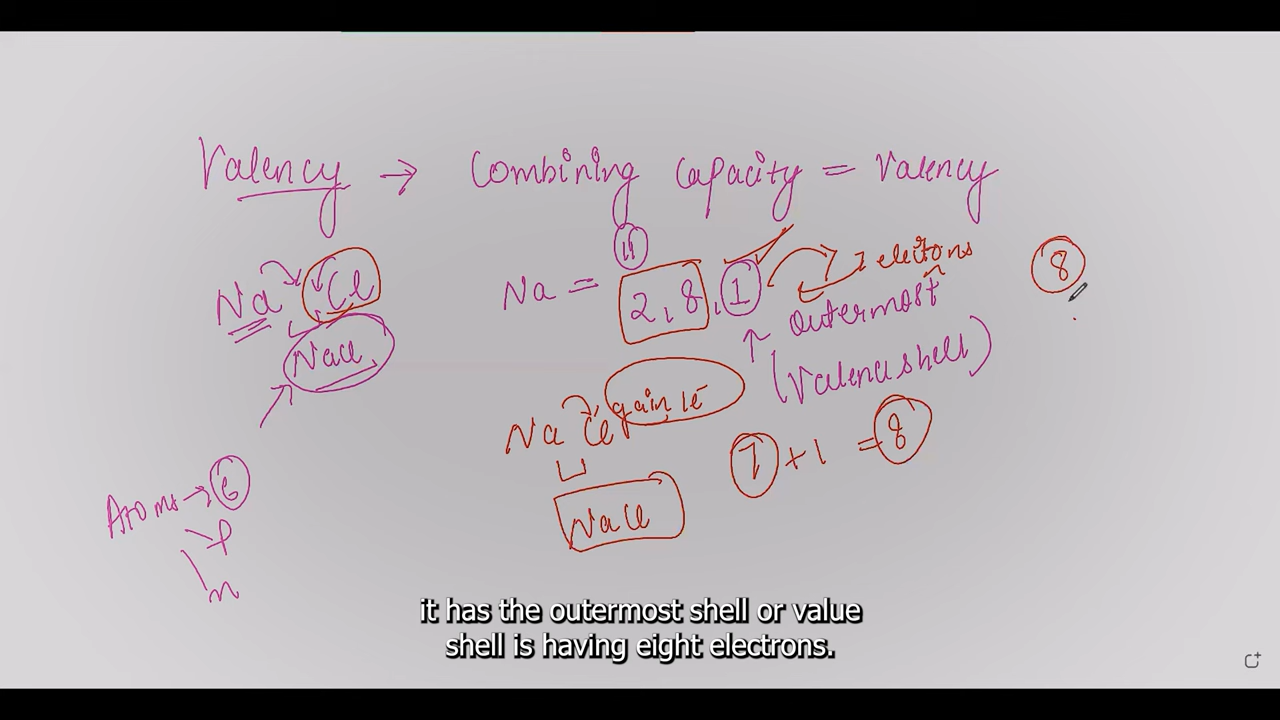 Valency → Combining capacity = Valency
Na Cl
NaCl
11
Na = 2, 8, 1
7 electrons
8
outermost
(Valence shell)
Na Cl gain 1e⁻
7 + 1 = 8
NaCl
Atoms → e
p
n
it has the outermost shell or value
shell is having eight electrons.